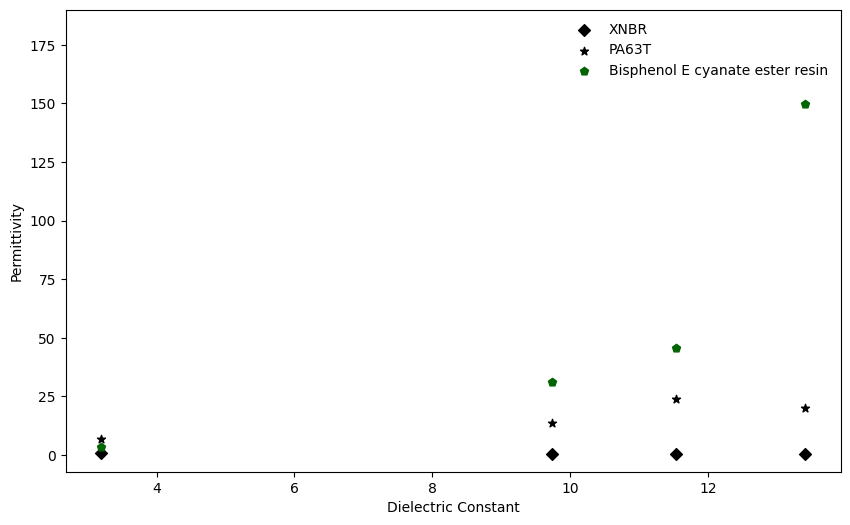 XNBR
PA63T
Bisphenol E cyanate ester resin
175
150
125
100
75
50
25
0
Permittivity
4 6 8 10 12
Dielectric Constant